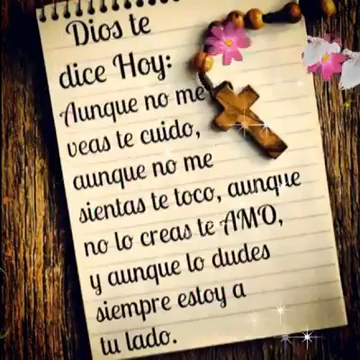 Dios te
dice Hoy:
Aunque no me
veas te cuido,
aunque no me
sientas te toco, aunque
no lo creas te AMO,
y aunque lo dudes
siempre estoy a
tu lado.